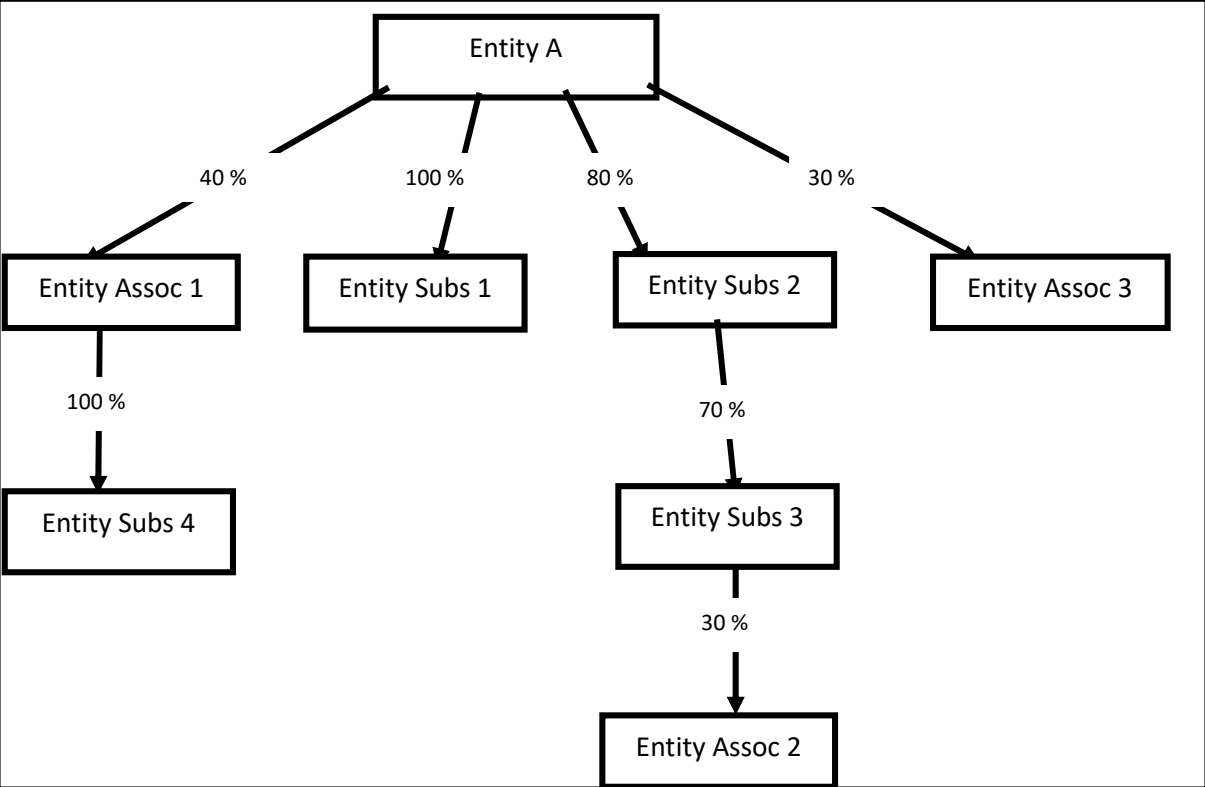 Entity A
40 %
100 %
80 %
30 %
Entity Assoc 1
Entity Subs 1
Entity Subs 2
Entity Assoc 3
100 %
70 %
Entity Subs 4
Entity Subs 3
30 %
Entity Assoc 2